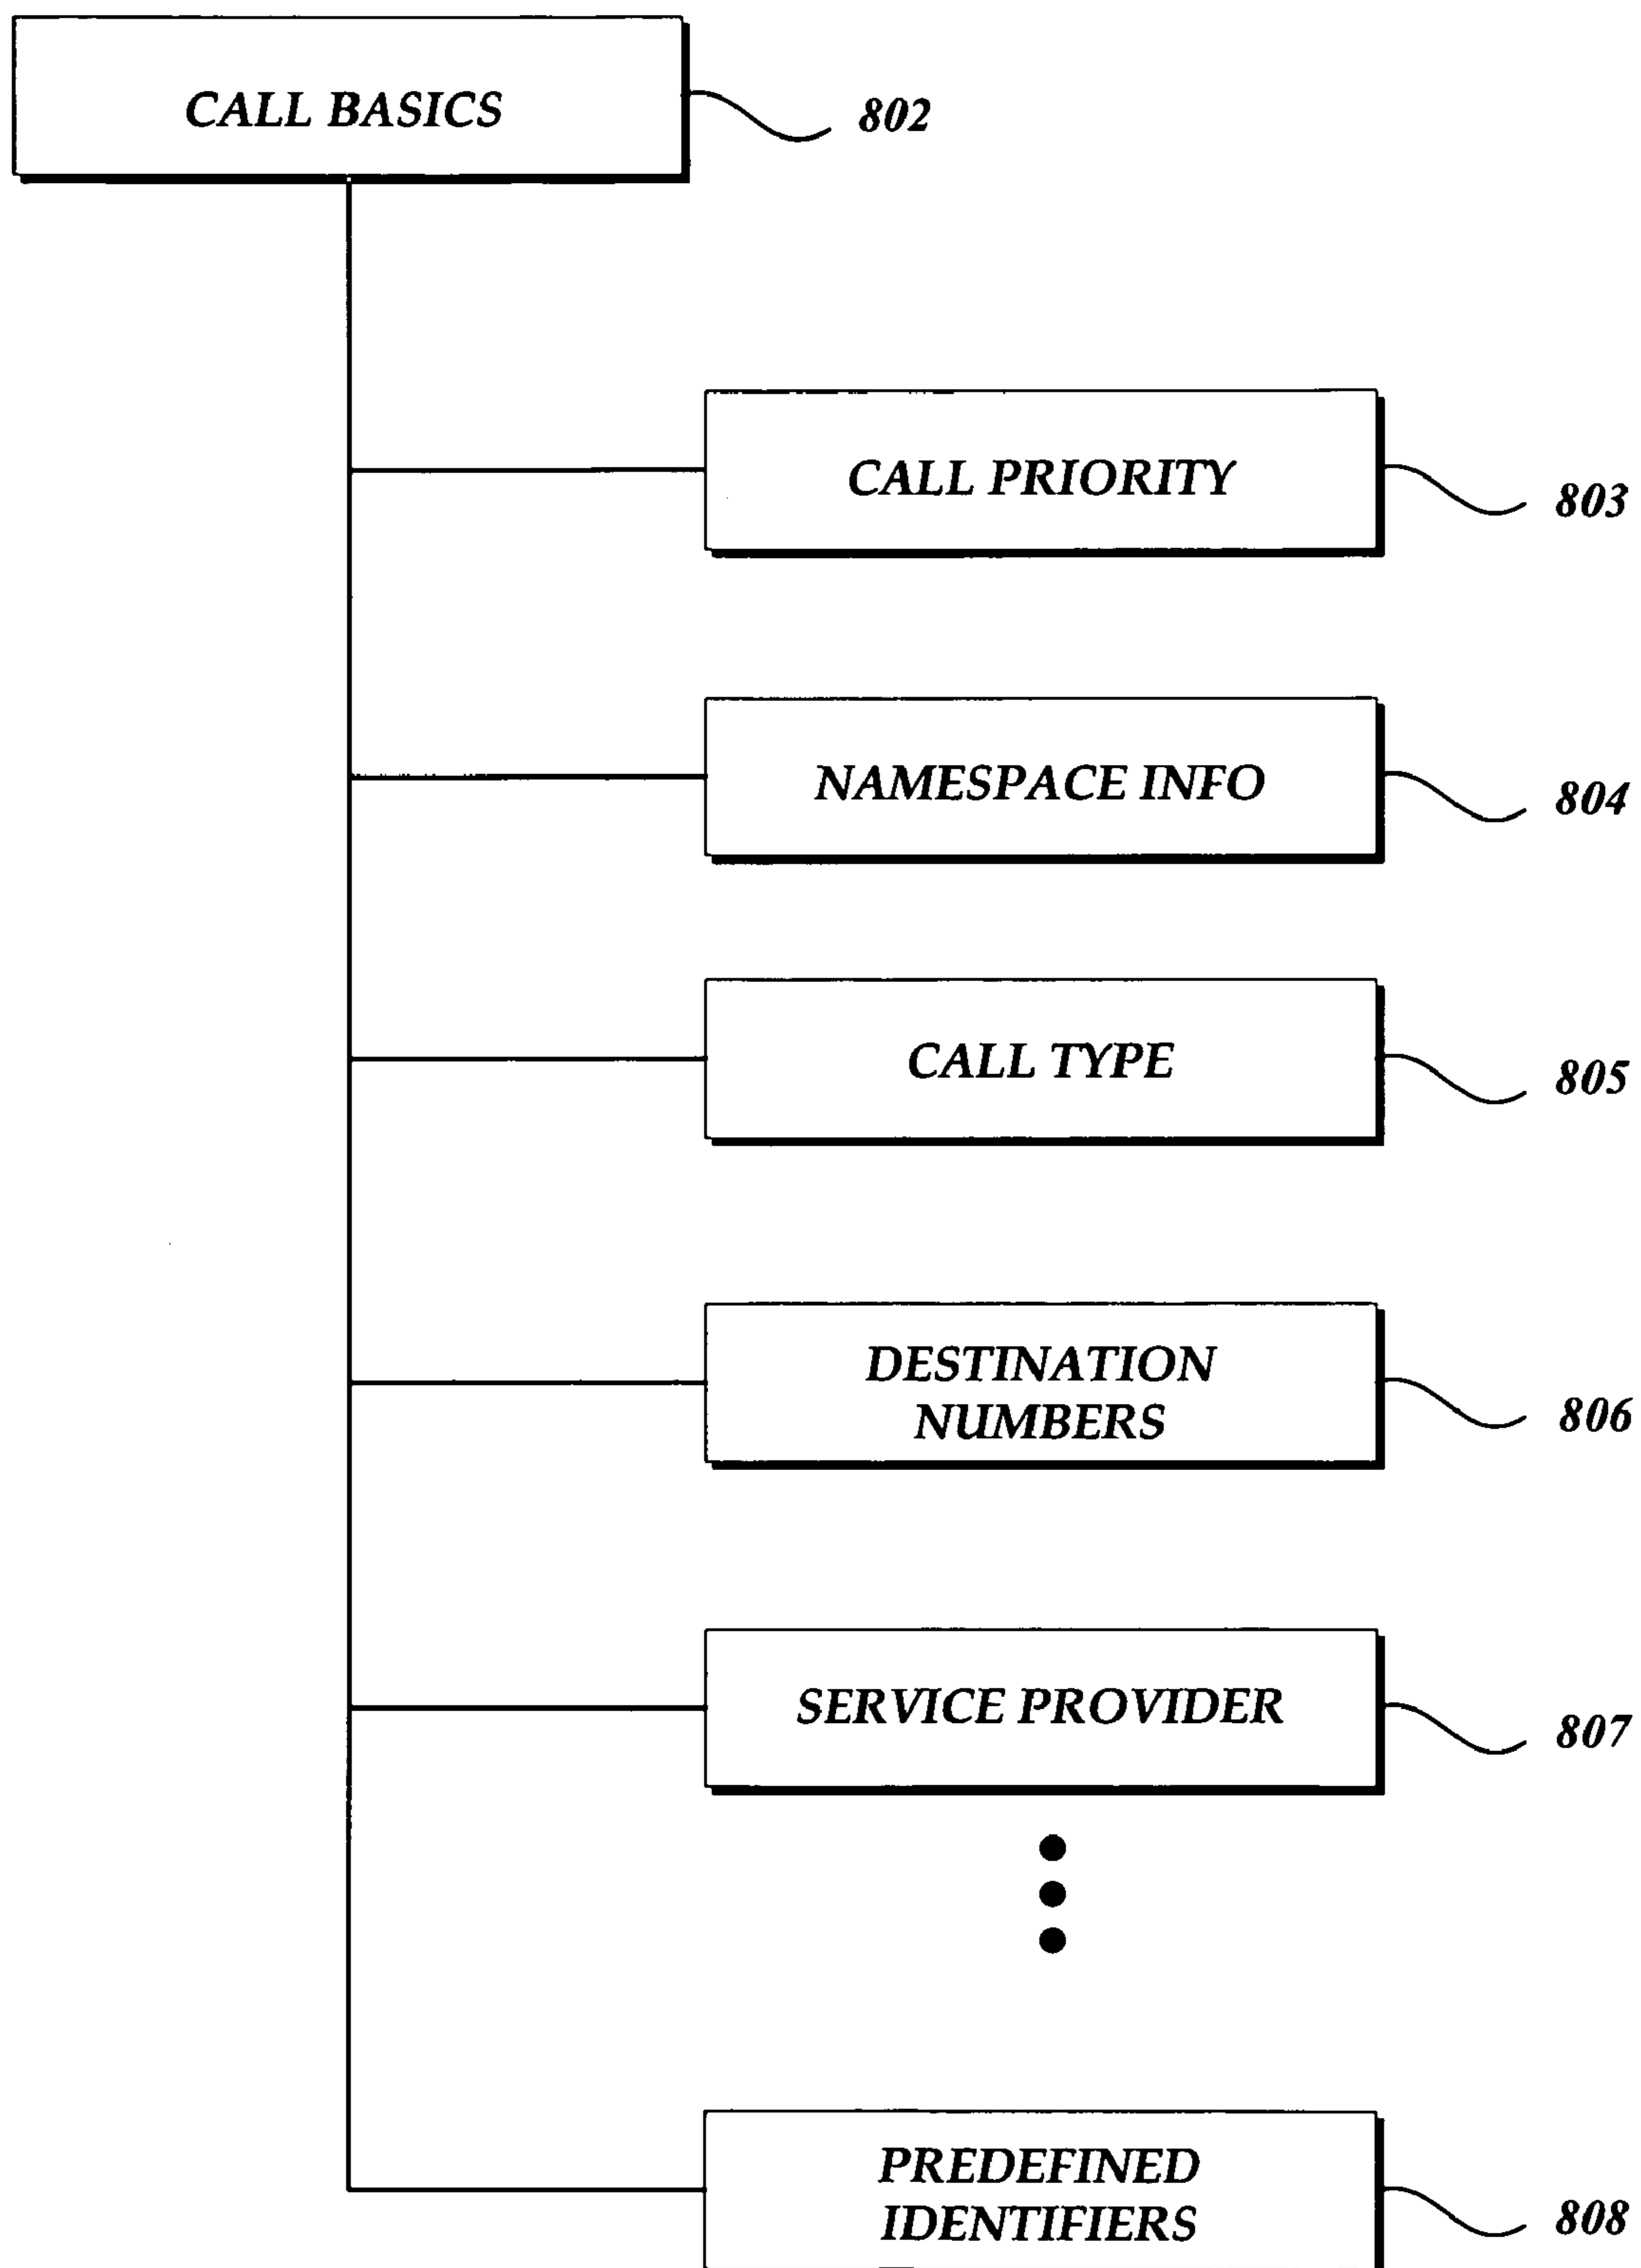 CALL BASICS
802
CALL PRIORITY
803
NAMESPACE INFO
804
CALL TYPE
805
DESTINATION
NUMBERS
806
SERVICE PROVIDER
807
PREDEFINED
IDENTIFIERS
808